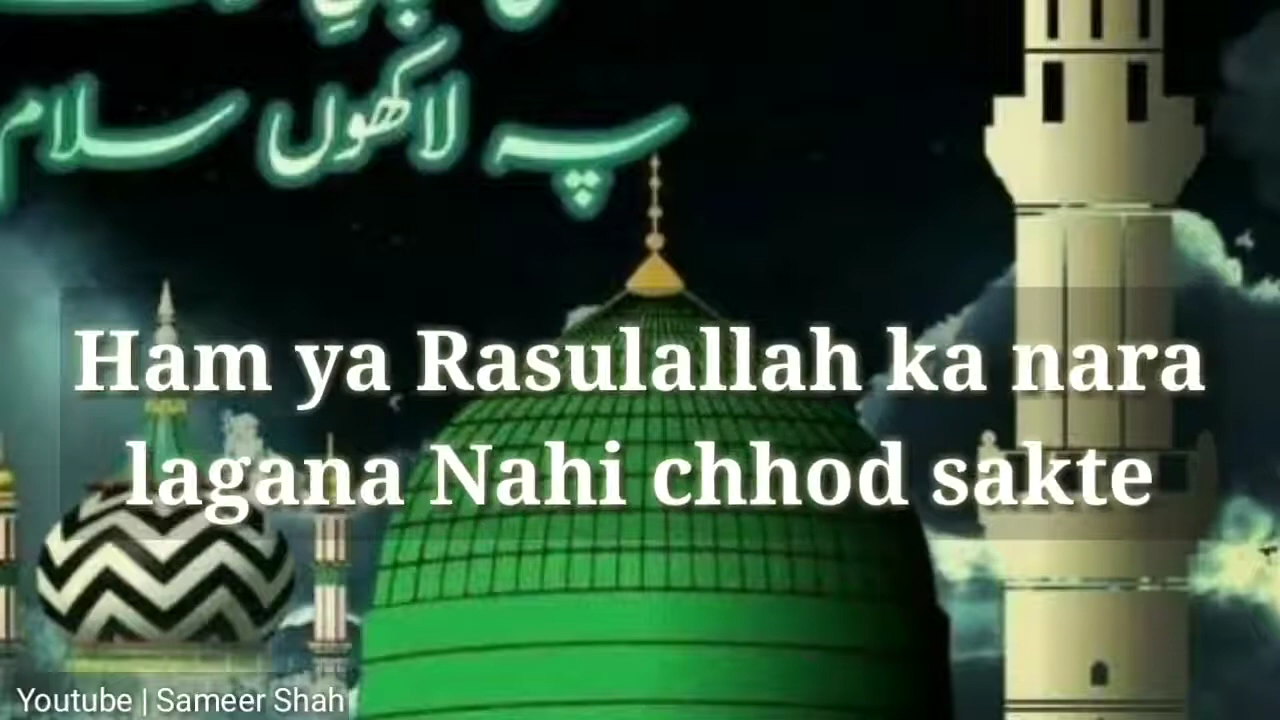 پہ لاکھوں سلام
Ham ya Rasulallah ka nara
lagana Nahi chhod sakte
Youtube | Sameer Shah